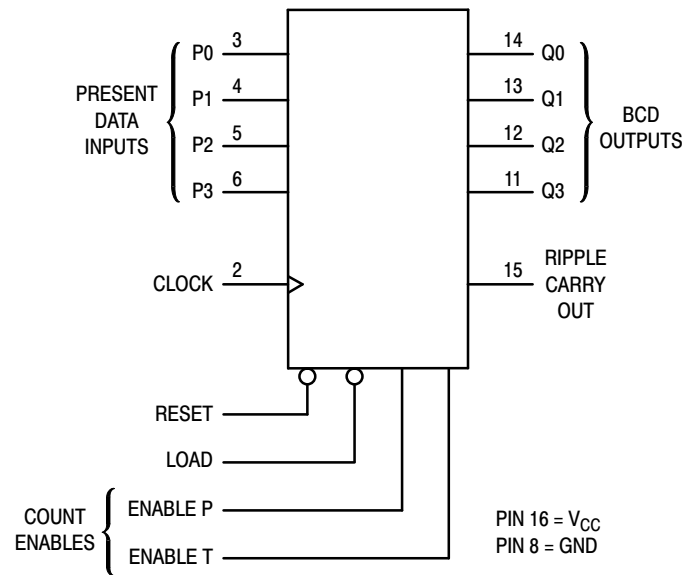 PRESENT
DATA
INPUTS
P0 3
P1 4
P2 5
P3 6
CLOCK 2
14 Q0
13 Q1
12 Q2
11 Q3
BCD
OUTPUTS
15 RIPPLE
CARRY
OUT
RESET
LOAD
COUNT
ENABLES
ENABLE P
ENABLE T
PIN 16 = VCC
PIN 8 = GND